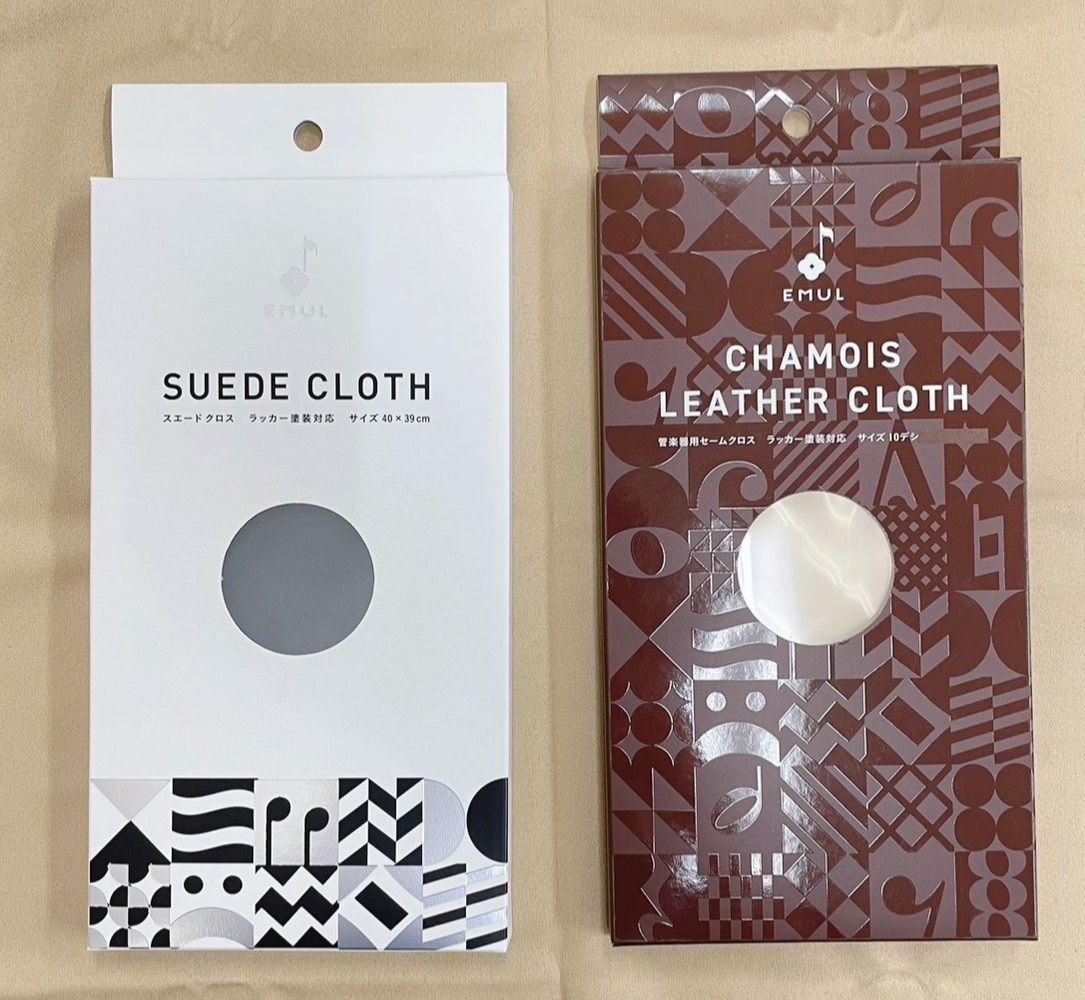 EMUL
SUEDE CLOTH
スエードクロス ラッカー塗装対応 サイズ 40×39cm
EMUL
CHAMOIS
LEATHER CLOTH
管楽器用セームクロス ラッカー塗装対応 サイズ 10デシ